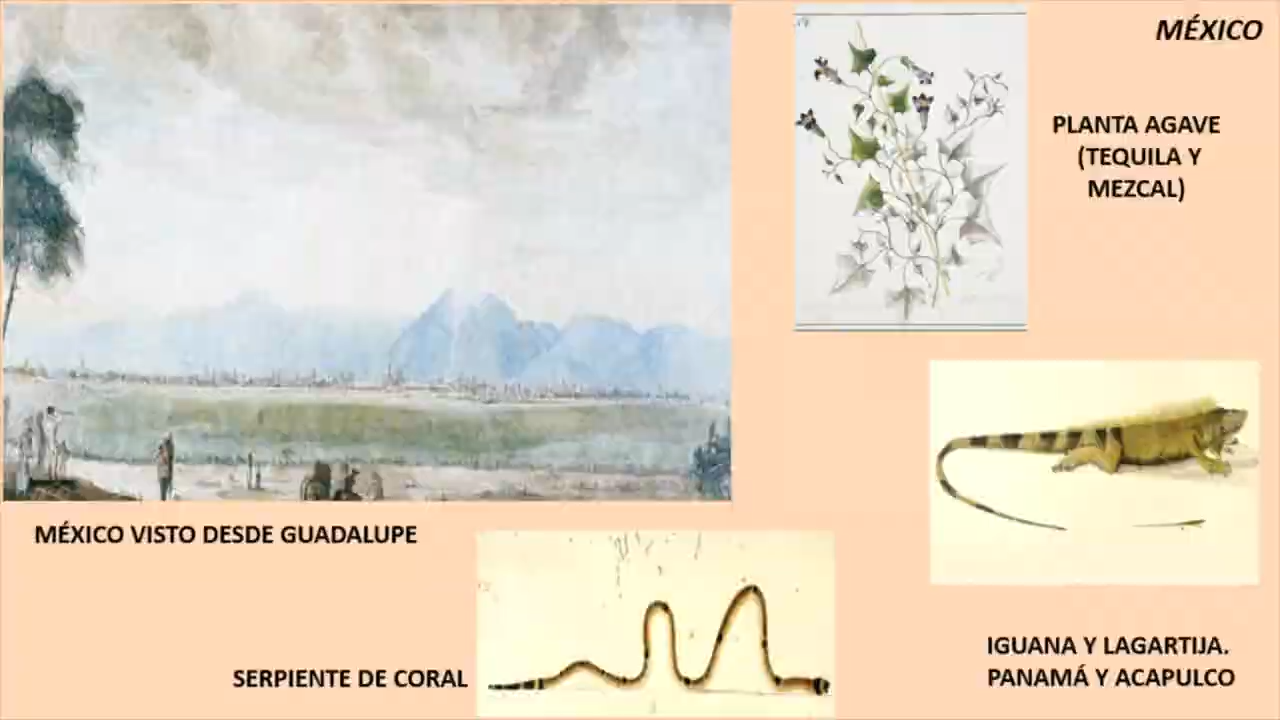 MÉXICO
PLANTA AGAVE
(TEQUILA Y
MEZCAL)
MÉXICO VISTO DESDE GUADALUPE
SERPIENTE DE CORAL
IGUANA Y LAGARTIJA.
PANAMÁ Y ACAPULCO